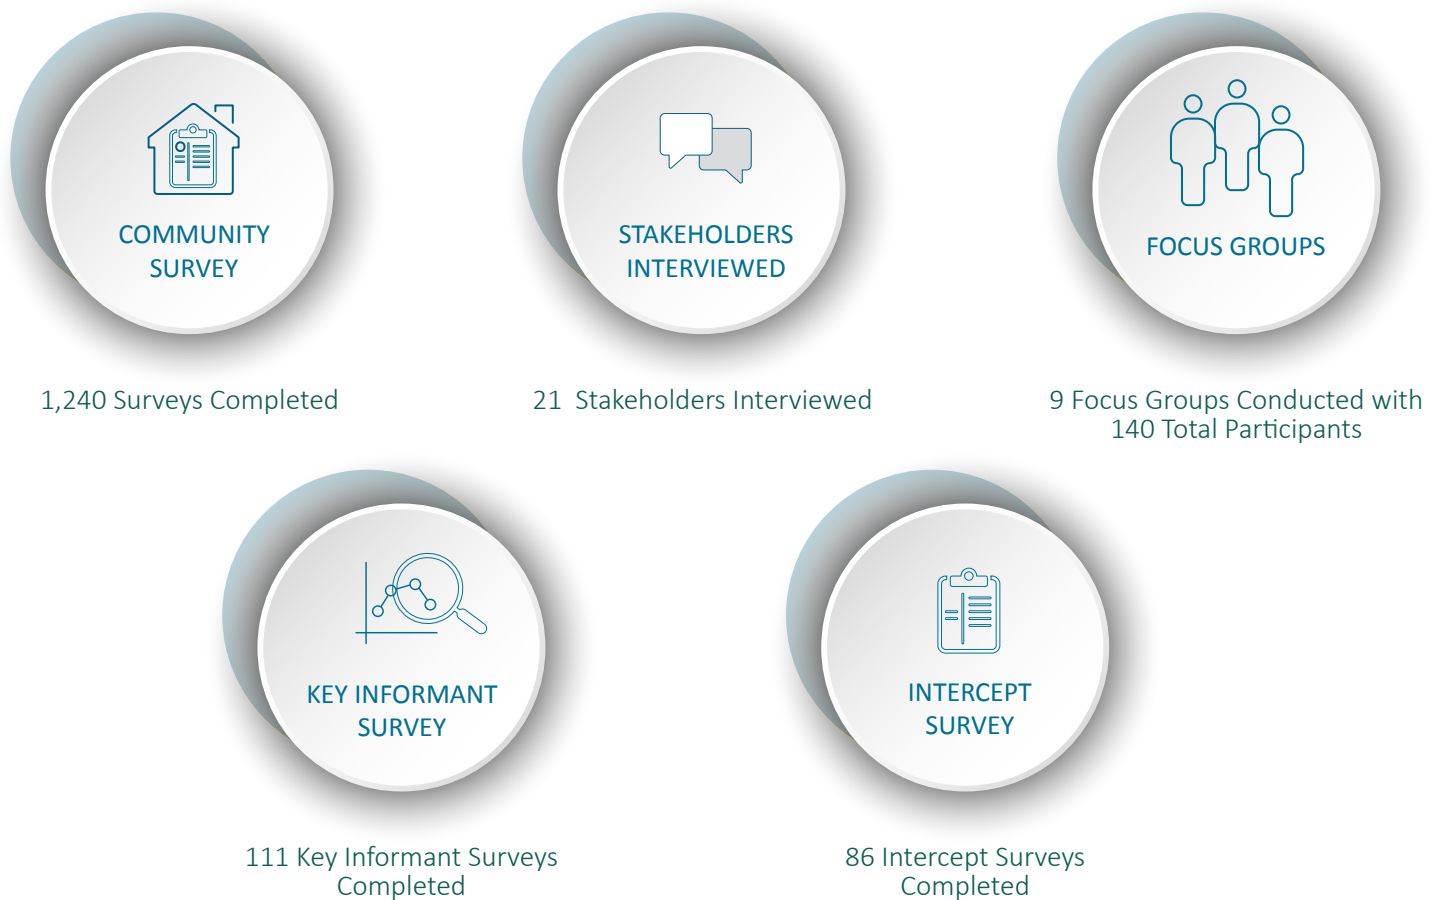 COMMUNITY
SURVEY
1,240 Surveys Completed
STAKEHOLDERS
INTERVIEWED
21 Stakeholders Interviewed
FOCUS GROUPS
9 Focus Groups Conducted with
140 Total Participants
KEY INFORMANT
SURVEY
111 Key Informant Surveys
Completed
INTERCEPT
SURVEY
86 Intercept Surveys
Completed